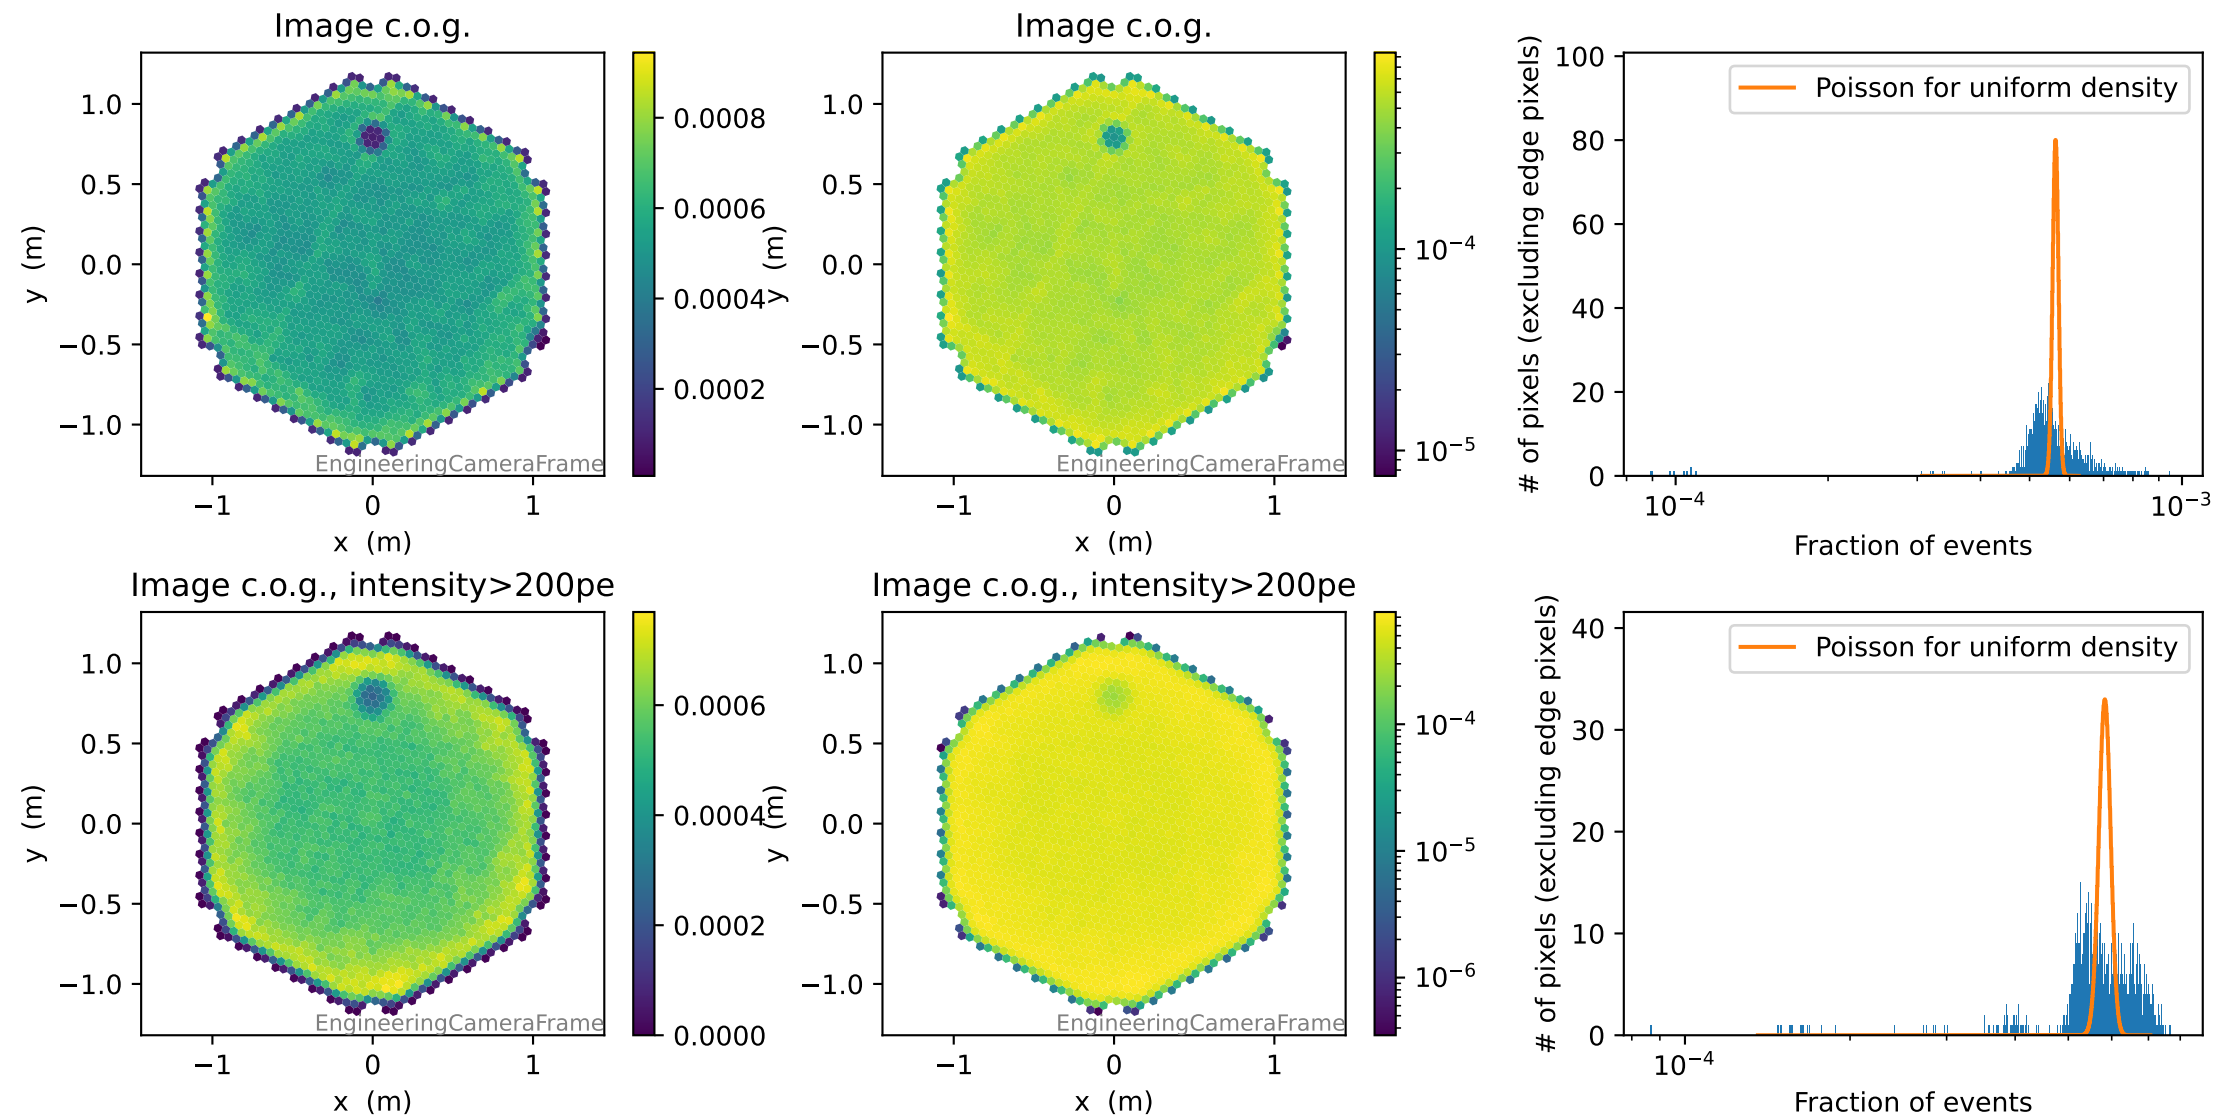 Image c.o.g.
1.0
0.5
0.0
−0.5
−1.0
y (m)
−1 0 1
x (m)
EngineeringCameraFrame
0.0008
0.0006
0.0004
0.0002
Image c.o.g.
1.0
0.5
0.0
−0.5
−1.0
y (m)
−1 0 1
x (m)
EngineeringCameraFrame
10⁻⁴
10⁻⁵
# of pixels (excluding edge pixels)
100
80
60
40
20
0
Poisson for uniform density
10⁻⁴ 10⁻³
Fraction of events
Image c.o.g., intensity>200pe
1.0
0.5
0.0
−0.5
−1.0
y (m)
−1 0 1
x (m)
EngineeringCameraFrame
0.0006
0.0004
0.0002
0.0000
Image c.o.g., intensity>200pe
1.0
0.5
0.0
−0.5
−1.0
y (m)
−1 0 1
x (m)
EngineeringCameraFrame
10⁻⁴
10⁻⁵
10⁻⁶
# of pixels (excluding edge pixels)
40
30
20
10
0
Poisson for uniform density
10⁻⁴
Fraction of events